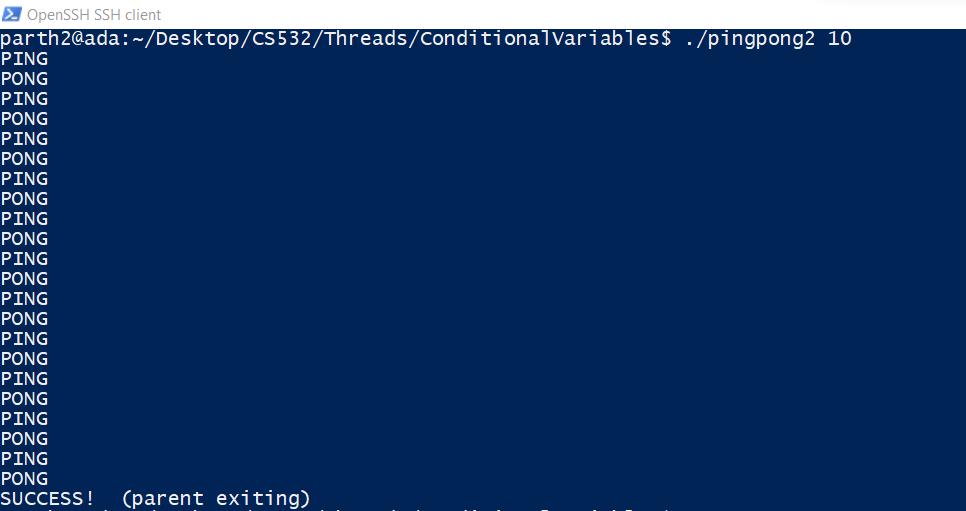 OpenSSH SSH client
parth2@ada:~/Desktop/CS532/Threads/ConditionalVariables$ ./pingpong2 10
PING
PONG
PING
PONG
PING
PONG
PING
PONG
PING
PONG
PING
PONG
PING
PONG
PING
PONG
PING
PONG
PING
PONG
PING
PONG
SUCCESS!  (parent exiting)